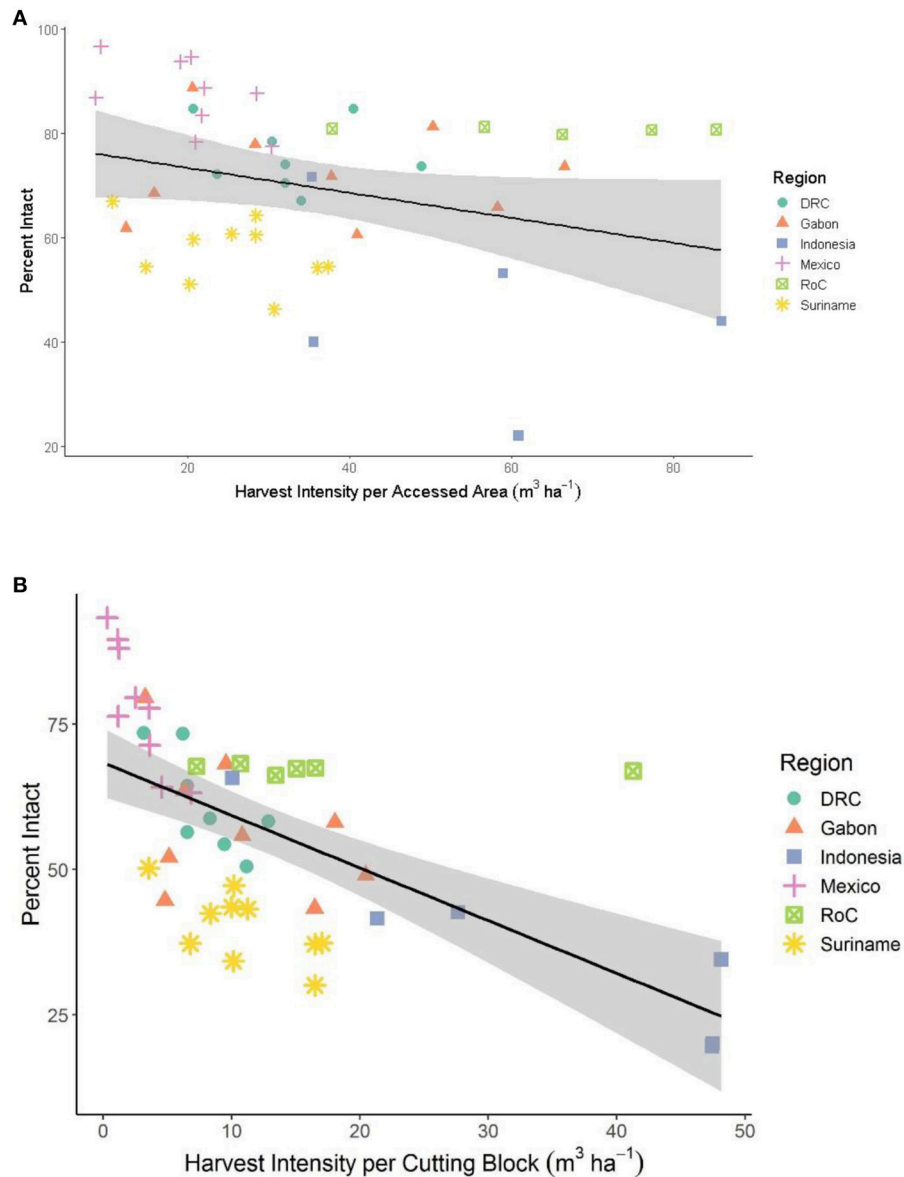 A
100
80
60
40
20
Percent Intact
20 40 60 80
Harvest Intensity per Accessed Area (m³ ha⁻¹)
Region
DRC
Gabon
Indonesia
Mexico
RoC
Suriname
B
75
50
25
Percent Intact
0 10 20 30 40 50
Harvest Intensity per Cutting Block (m³ ha⁻¹)
Region
DRC
Gabon
Indonesia
Mexico
RoC
Suriname